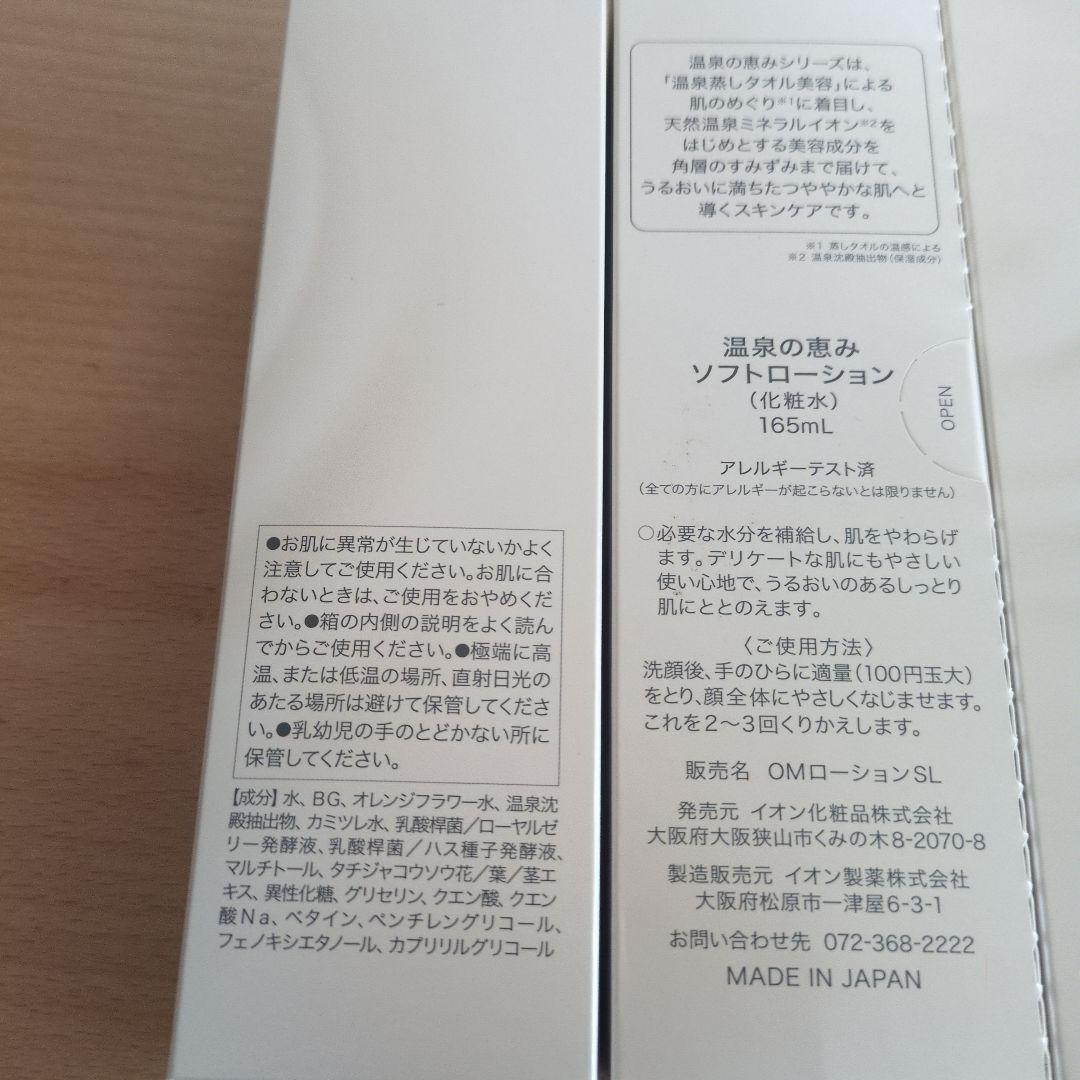 ●お肌に異常が生じていないかよく
注意してご使用ください。お肌に合
わないときは、ご使用をおやめくだ
さい。●箱の内側の説明をよく読ん
でからご使用ください。●極端に高
温、または低温の場所、直射日光の
あたる場所は避けて保管してくださ
い。●乳幼児の手のとどかない所に
保管してください。
【成分】水、BG、オレンジフラワー水、温泉沈
殿抽出物、カミツレ水、乳酸桿菌/ローヤルゼ
リー発酵液、乳酸桿菌/ハス種子発酵液、
マルチトール、タチジャコウソウ花/葉/茎エ
キス、異性化糖、グリセリン、クエン酸、クエン
酸Na、ベタイン、ペンチレングリコール、
フェノキシエタノール、カプリリルグリコール
温泉の恵みシリーズは、
「温泉蒸しタオル美容」による
肌のめぐり※1に着目し、
天然温泉ミネラルイオン※2を
はじめとする美容成分を
角層のすみずみまで届けて、
うるおいに満ちたつややかな肌へと
導くスキンケアです。
※1 蒸しタオルの温感による
※2 温泉沈殿抽出物(保湿成分)
温泉の恵み
ソフトローション
(化粧水)
165mL
OPEN
アレルギーテスト済
(全ての方にアレルギーが起こらないとは限りません)
○必要な水分を補給し、肌をやわらげ
ます。デリケートな肌にもやさしい
使い心地で、うるおいのあるしっとり
肌にととのえます。
〈ご使用方法〉
洗顔後、手のひらに適量(100円玉大)
をとり、顔全体にやさしくなじませます。
これを2〜3回くりかえします。
販売名 OMローションSL
発売元 イオン化粧品株式会社
大阪府大阪狭山市くみの木8-2070-8
製造販売元 イオン製薬株式会社
大阪府松原市一津屋6-3-1
お問い合わせ先 072-368-2222
MADE IN JAPAN